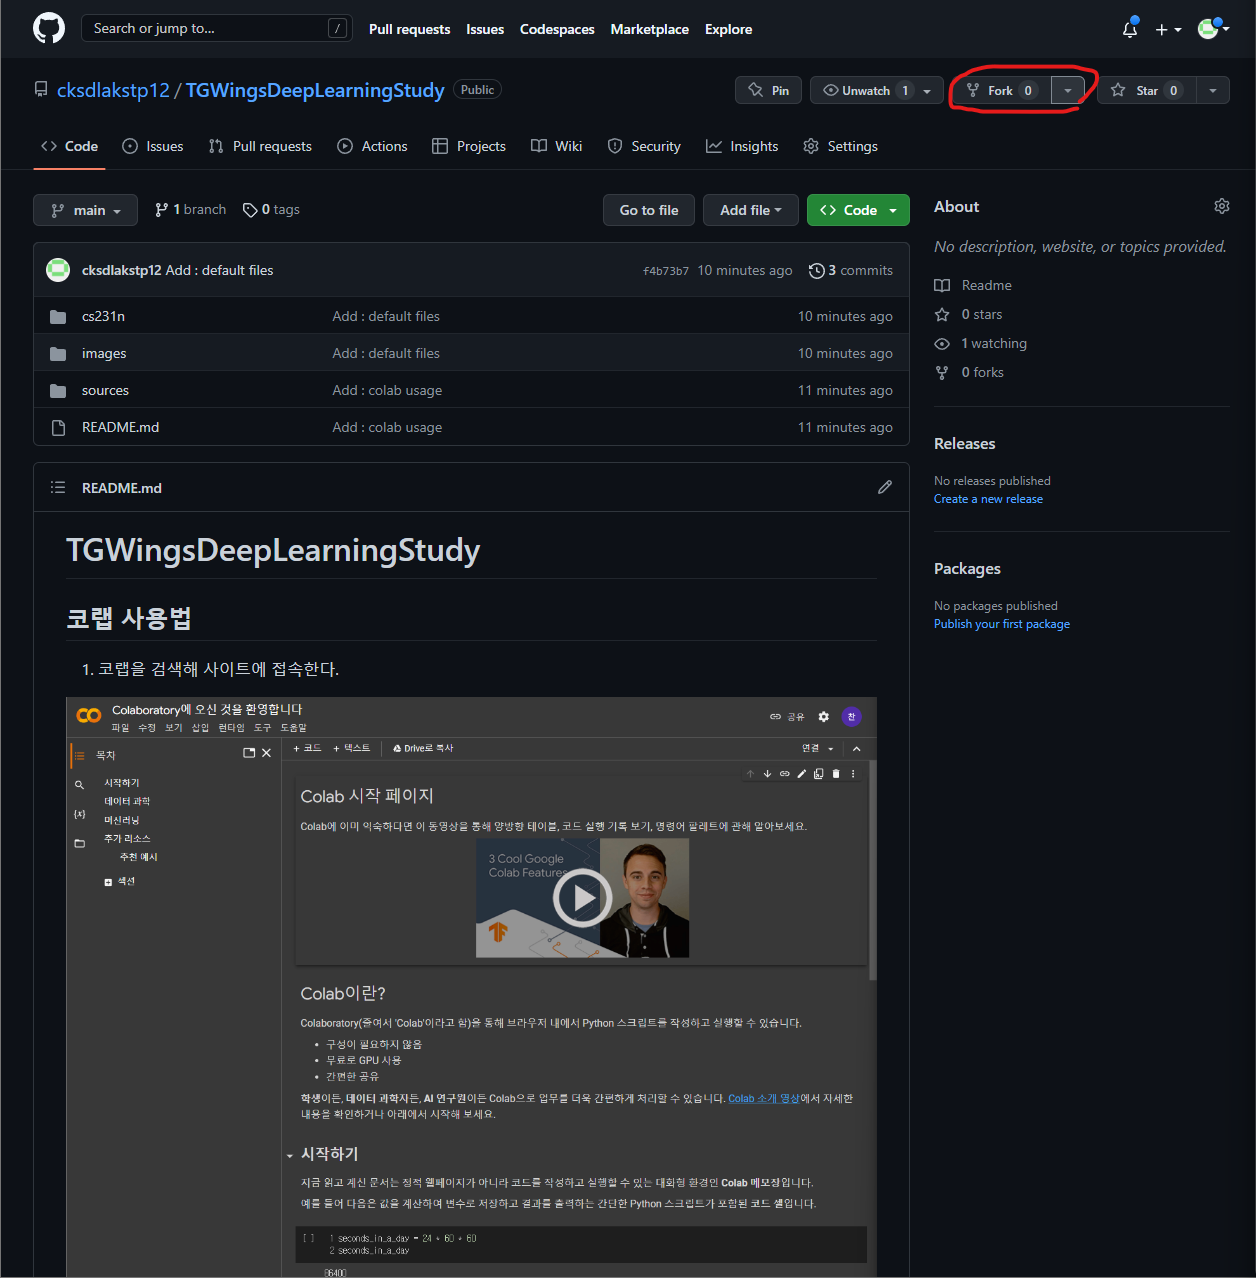 Search or jump to... /
Pull requests Issues Codespaces Marketplace Explore
cksdlakstp12 / TGWingsDeepLearningStudy Public
Pin Unwatch 1 Fork 0 Star 0
Code Issues Pull requests Actions Projects Wiki Security Insights Settings
main 1 branch 0 tags Go to file Add file Code
cksdlakstp12 Add : default files f4b73b7 10 minutes ago 3 commits
cs231n Add : default files 10 minutes ago
images Add : default files 10 minutes ago
sources Add : colab usage 11 minutes ago
README.md Add : colab usage 11 minutes ago
About
No description, website, or topics provided.
Readme
0 stars
1 watching
0 forks
Releases
No releases published
Create a new release
Packages
No packages published
Publish your first package
README.md
TGWingsDeepLearningStudy
코랩 사용법
1. 코랩을 검색해 사이트에 접속한다.
Colaboratory에 오신 것을 환영합니다
파일 수정 보기 삽입 런타임 도구 도움말
공유 찬
목차
+ 코드 + 텍스트 Drive로 복사 연결
시작하기
데이터 과학
머신러닝
추가 리소스
추천 예시
섹션
{x}
Colab 시작 페이지
Colab에 이미 익숙하다면 이 동영상을 통해 양방향 테이블, 코드 실행 기록 보기, 명령어 팔레트에 관해 알아보세요.
3 Cool Google
Colab Features
Colab이란?
Colaboratory(줄여서 'Colab'이라고 함)을 통해 브라우저 내에서 Python 스크립트를 작성하고 실행할 수 있습니다.
• 구성이 필요하지 않음
• 무료로 GPU 사용
• 간편한 공유
학생이든, 데이터 과학자든, AI 연구원이든 Colab으로 업무를 더욱 간편하게 처리할 수 있습니다. Colab 소개 영상에서 자세한
내용을 확인하거나 아래에서 시작해 보세요.
시작하기
지금 읽고 계신 문서는 정적 웹페이지가 아니라 코드를 작성하고 실행할 수 있는 대화형 환경인 Colab 메모장입니다.
예를 들어 다음은 값을 계산하여 변수로 저장하고 결과를 출력하는 간단한 Python 스크립트가 포함된 코드 셀입니다.
[ ] 1 seconds_in_a_day = 24 * 60 * 60
2 seconds_in_a_day
86400